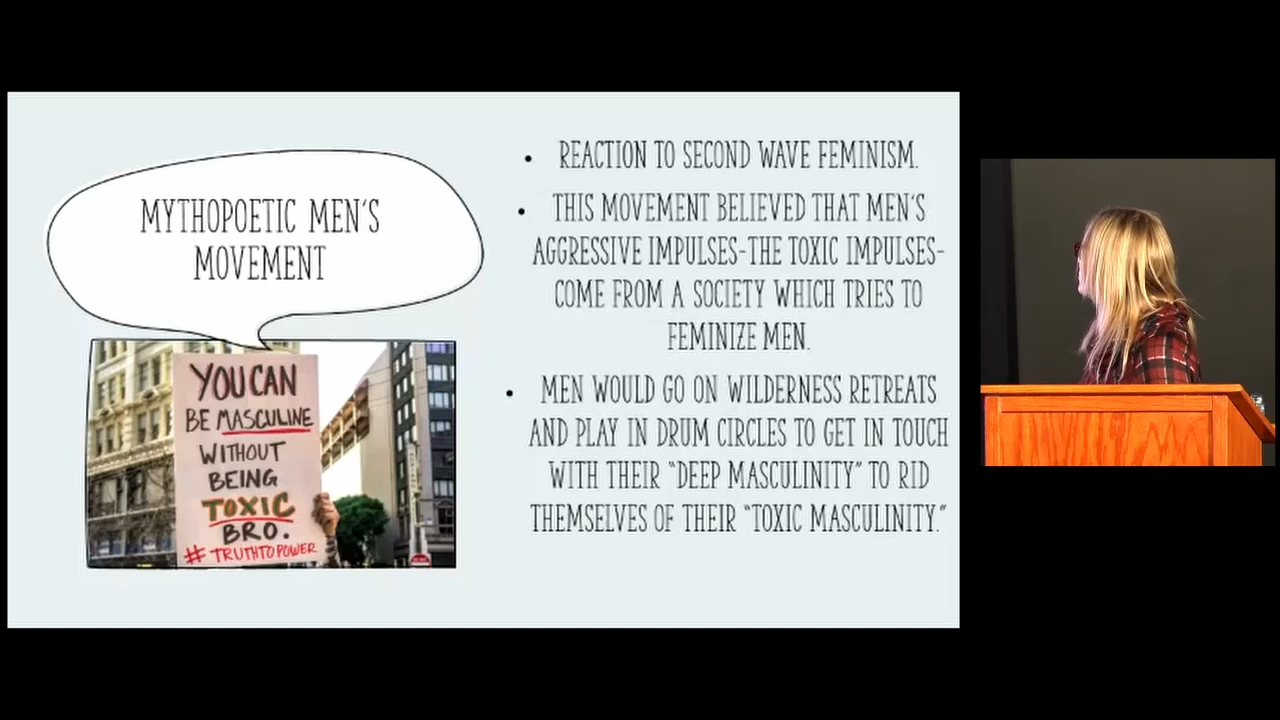 MYTHOPOETIC MEN'S
MOVEMENT
YOU CAN
BE MASCULINE
WITHOUT
BEING
TOXIC
BRO.
# TRUTHTOPOWER
• REACTION TO SECOND WAVE FEMINISM.
• THIS MOVEMENT BELIEVED THAT MEN'S
AGGRESSIVE IMPULSES-THE TOXIC IMPULSES-
COME FROM A SOCIETY WHICH TRIES TO
FEMINIZE MEN.
• MEN WOULD GO ON WILDERNESS RETREATS
AND PLAY IN DRUM CIRCLES TO GET IN TOUCH
WITH THEIR "DEEP MASCULINITY" TO RID
THEMSELVES OF THEIR "TOXIC MASCULINITY."